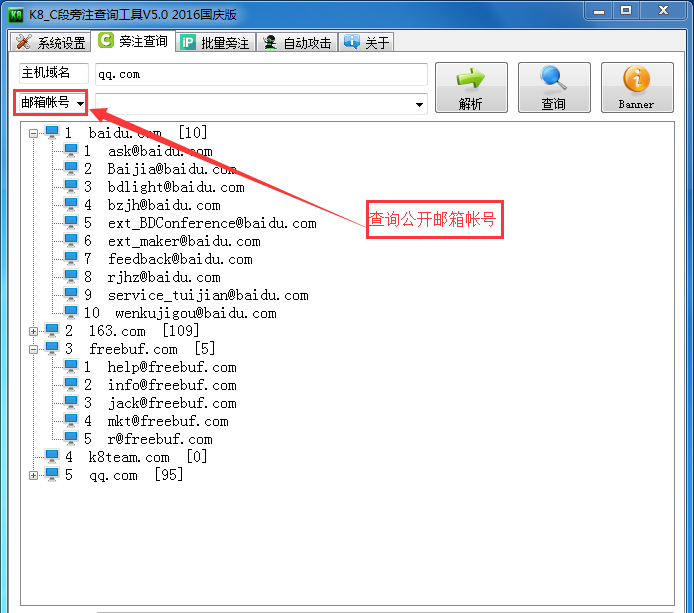 K8_C段旁注查询工具V5.0 2016国庆版
系统设置 旁注查询 批量旁注 自动攻击 关于
主机域名 qq.com 解析 查询 Banner
邮箱帐号
1 baidu.com [10]
1 ask@baidu.com
2 Baijia@baidu.com
3 bdlight@baidu.com
4 bzjh@baidu.com
5 ext_BDConference@baidu.com
查询公开邮箱帐号
6 ext_maker@baidu.com
7 feedback@baidu.com
8 rjhz@baidu.com
9 service_tuijian@baidu.com
10 wenkujigou@baidu.com
2 163.com [109]
3 freebuf.com [5]
1 help@freebuf.com
2 info@freebuf.com
3 jack@freebuf.com
4 mkt@freebuf.com
5 r@freebuf.com
4 k8team.com [0]
5 qq.com [95]